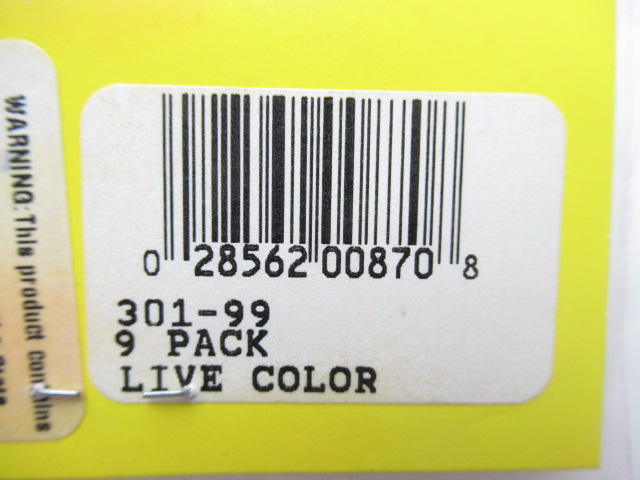 WARNING: This product contains
0 28562 00870 8
301-99
9 PACK
LIVE COLOR